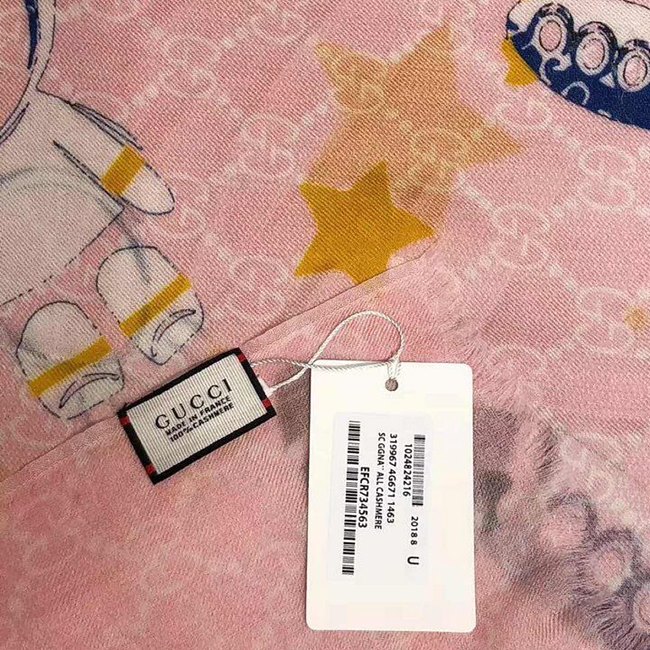 GUCCI
MADE IN FRANCE
100% CASHMERE
1024824216 2018 8 U
319967 4G671 1463
SC GGNA'' ALL CASHMERE
EFCR734563